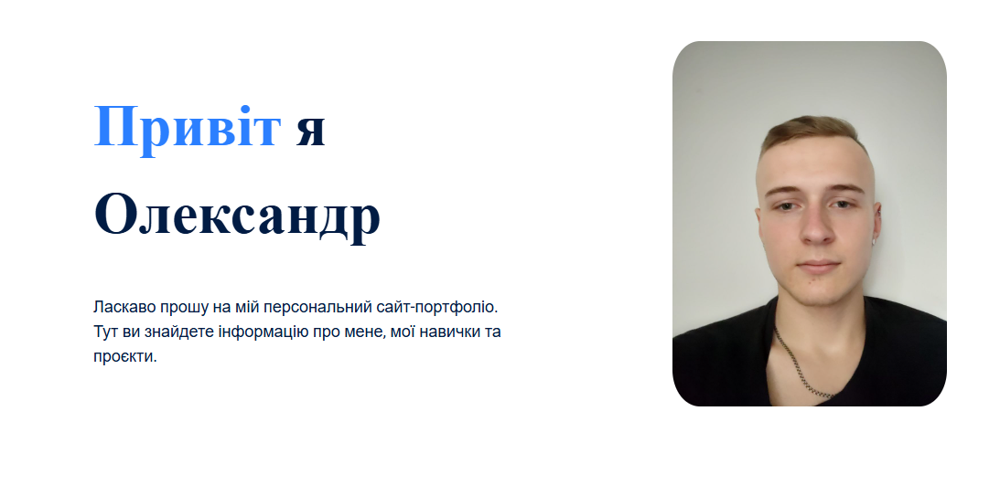 Привіт я
Олександр
Ласкаво прошу на мій персональний сайт-портфоліо.
Тут ви знайдете інформацію про мене, мої навички та
проєкти.